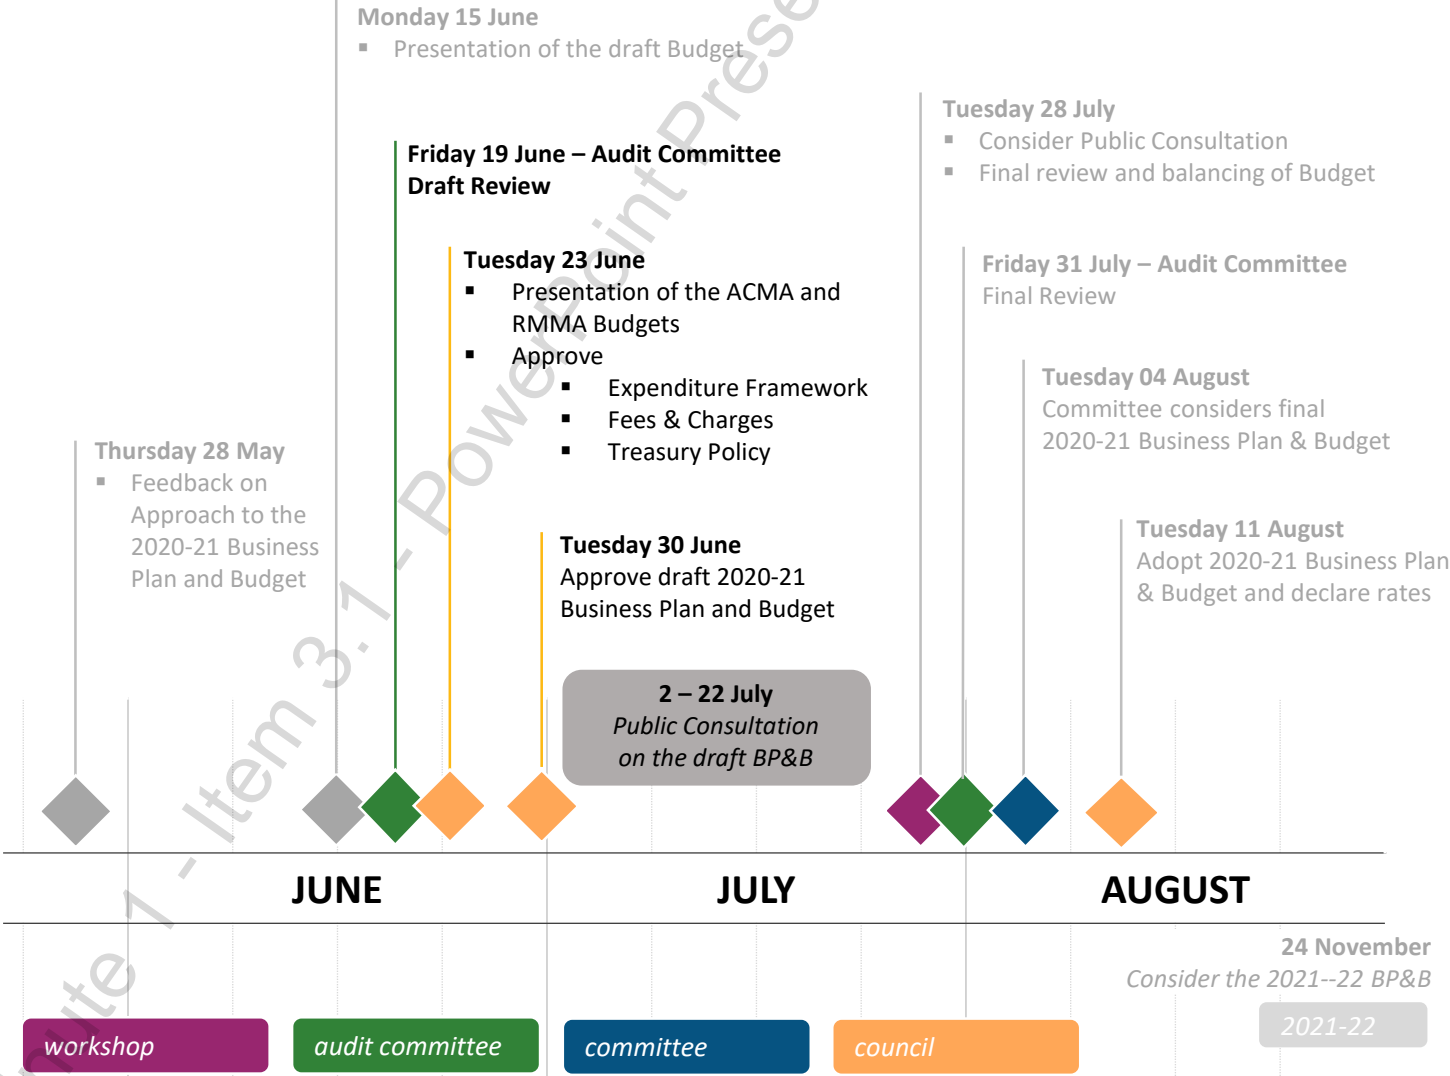 Monday 15 June
▪ Presentation of the draft Budget
Friday 19 June – Audit Committee
Draft Review
Tuesday 23 June
▪ Presentation of the ACMA and
RMMA Budgets
▪ Approve
▪ Expenditure Framework
▪ Fees & Charges
▪ Treasury Policy
Thursday 28 May
▪ Feedback on
Approach to the
2020-21 Business
Plan and Budget
Tuesday 30 June
Approve draft 2020-21
Business Plan and Budget
2 – 22 July
Public Consultation
on the draft BP&B
Tuesday 28 July
▪ Consider Public Consultation
▪ Final review and balancing of Budget
Friday 31 July – Audit Committee
Final Review
Tuesday 04 August
Committee considers final
2020-21 Business Plan & Budget
Tuesday 11 August
Adopt 2020-21 Business Plan
& Budget and declare rates
JUNE
JULY
AUGUST
24 November
Consider the 2021--22 BP&B
2021-22
workshop
audit committee
committee
council
1 - Item 3.1 - PowerPoint